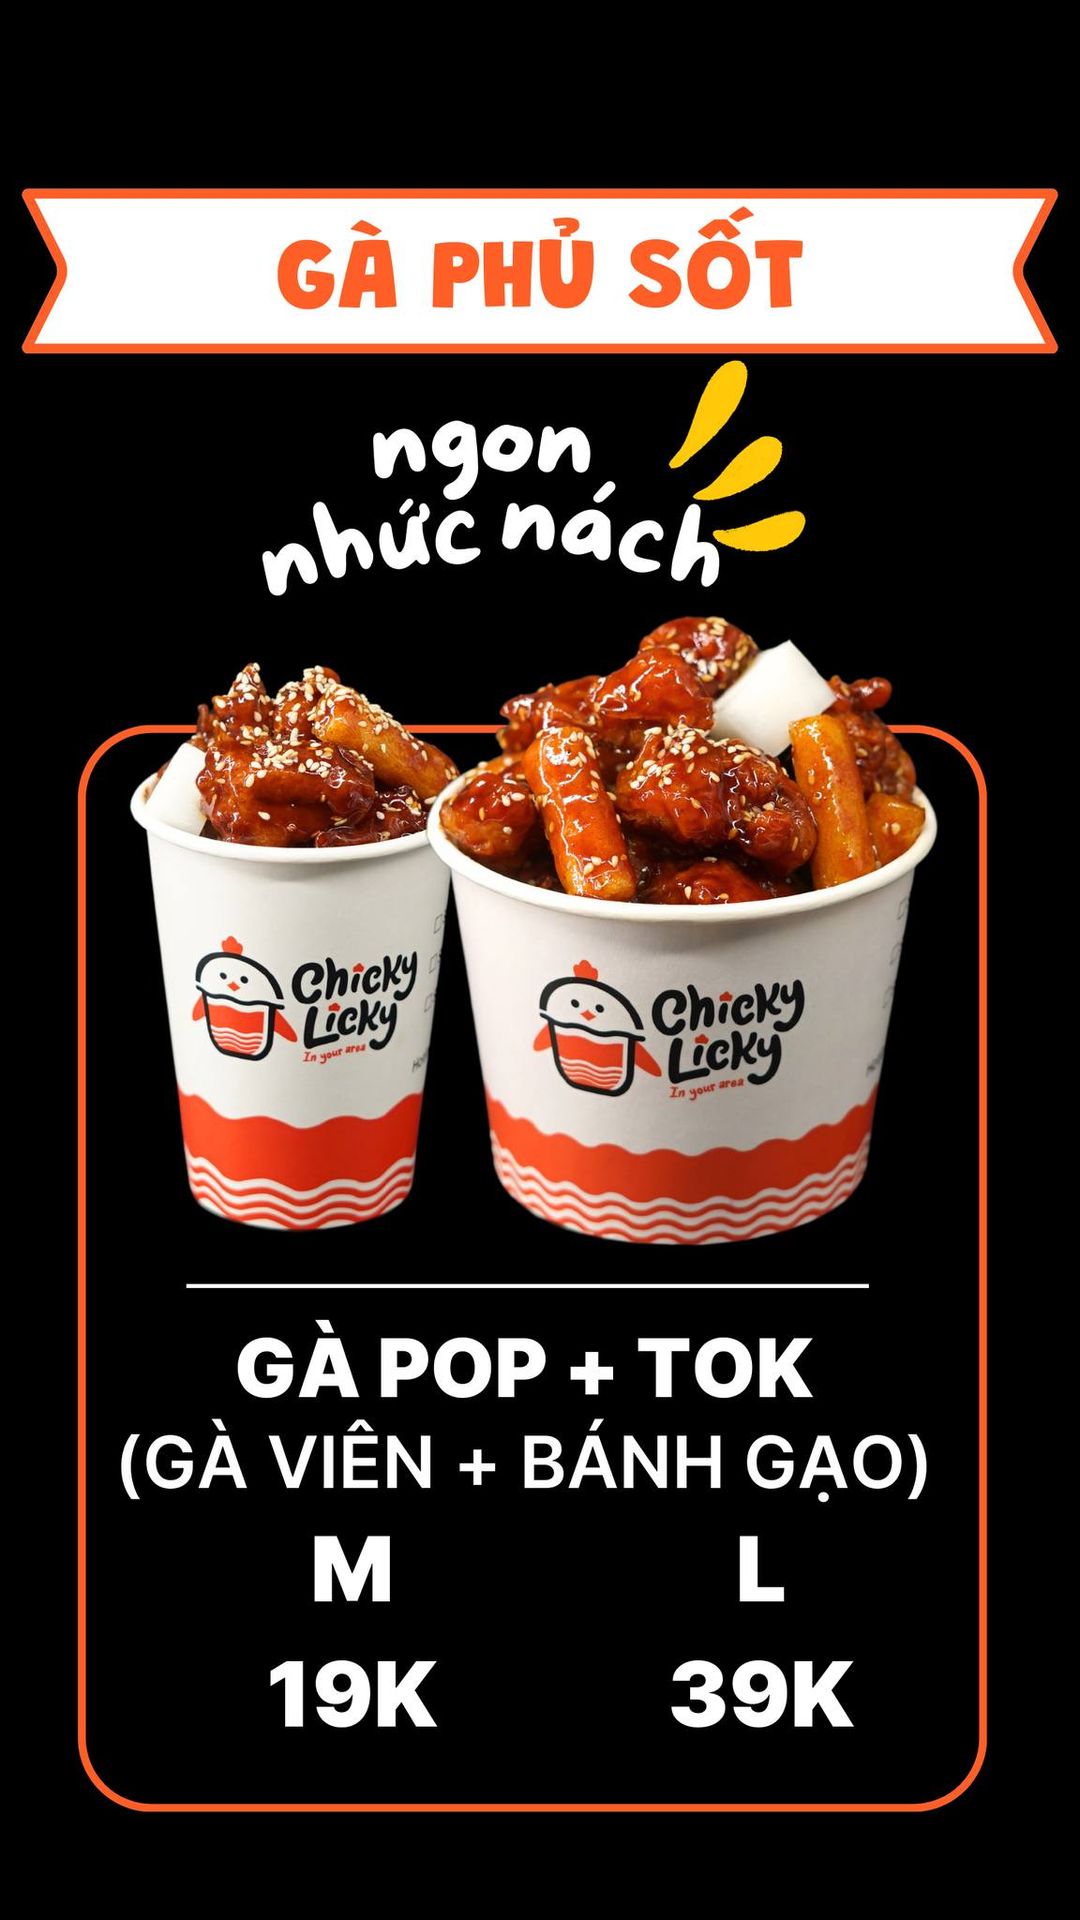 GÀ PHỦ SỐT
ngon
nhức nách
Chicky
Licky
In your area
Chicky
Licky
In your area
GÀ POP + TOK
(GÀ VIÊN + BÁNH GẠO)
M L
19K 39K